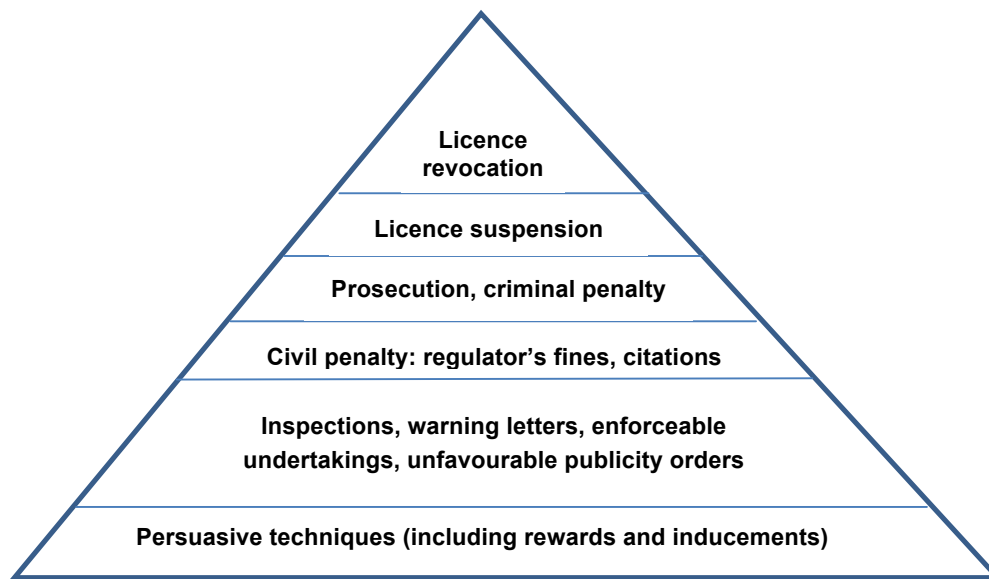 Licence
revocation
Licence suspension
Prosecution, criminal penalty
Civil penalty: regulator’s fines, citations
Inspections, warning letters, enforceable
undertakings, unfavourable publicity orders
Persuasive techniques (including rewards and inducements)